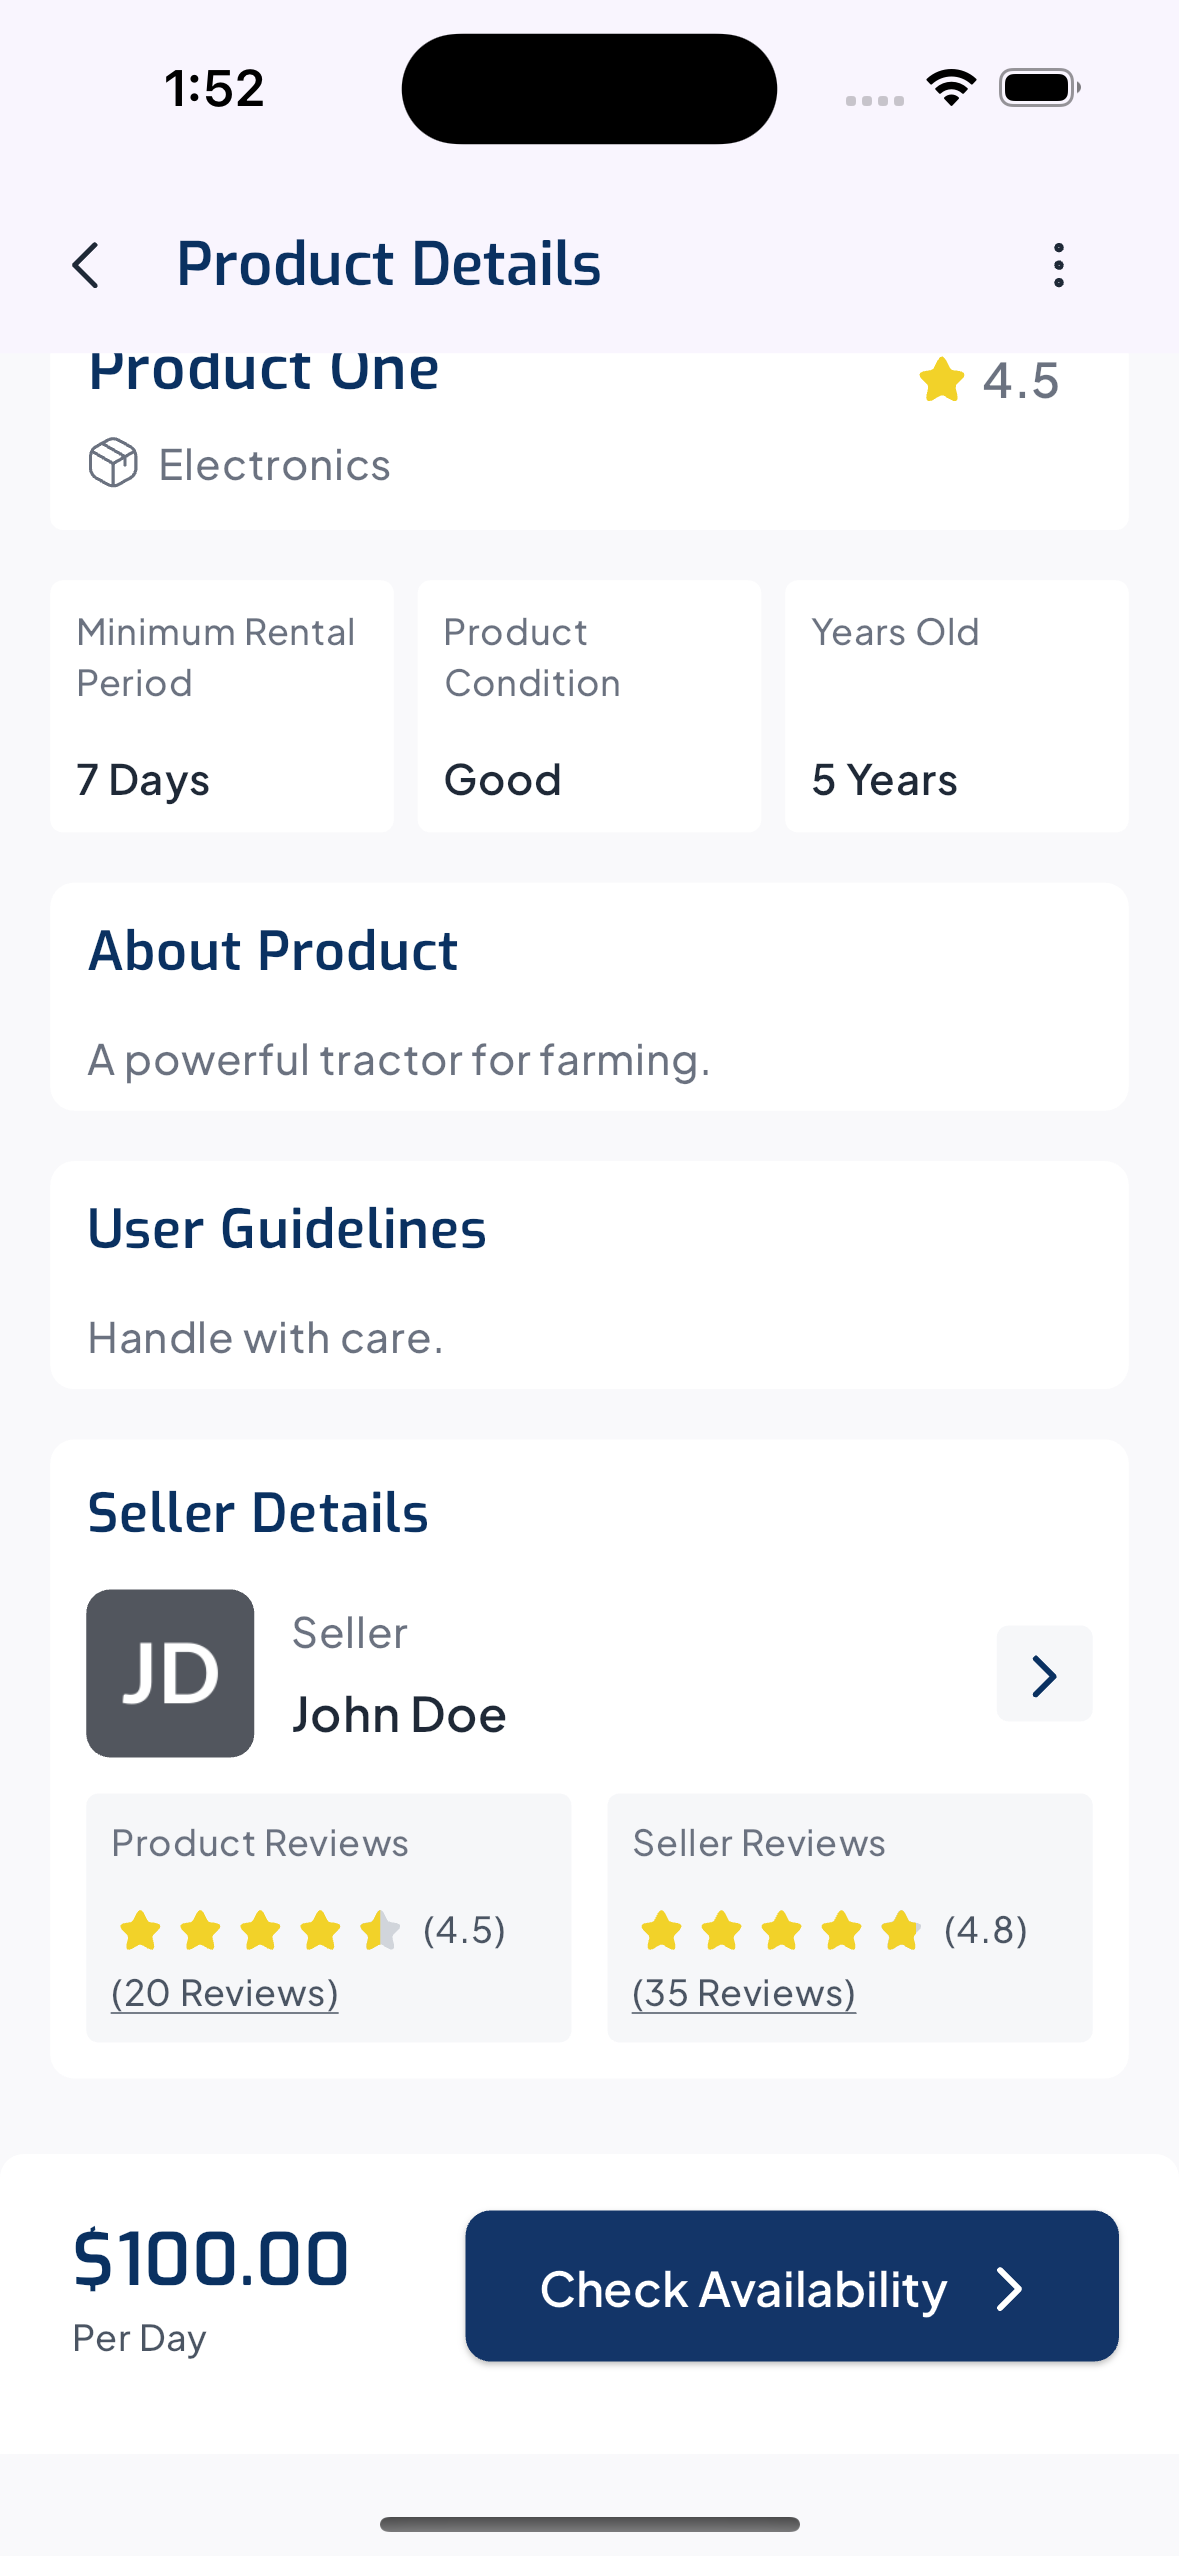 1:52
Product Details
Product One
4.5
Electronics
Minimum Rental
Period
7 Days
Product
Condition
Good
Years Old
5 Years
About Product
A powerful tractor for farming.
User Guidelines
Handle with care.
Seller Details
JD
Seller
John Doe
Product Reviews
(4.5)
(20 Reviews)
Seller Reviews
(4.8)
(35 Reviews)
$100.00
Per Day
Check Availability